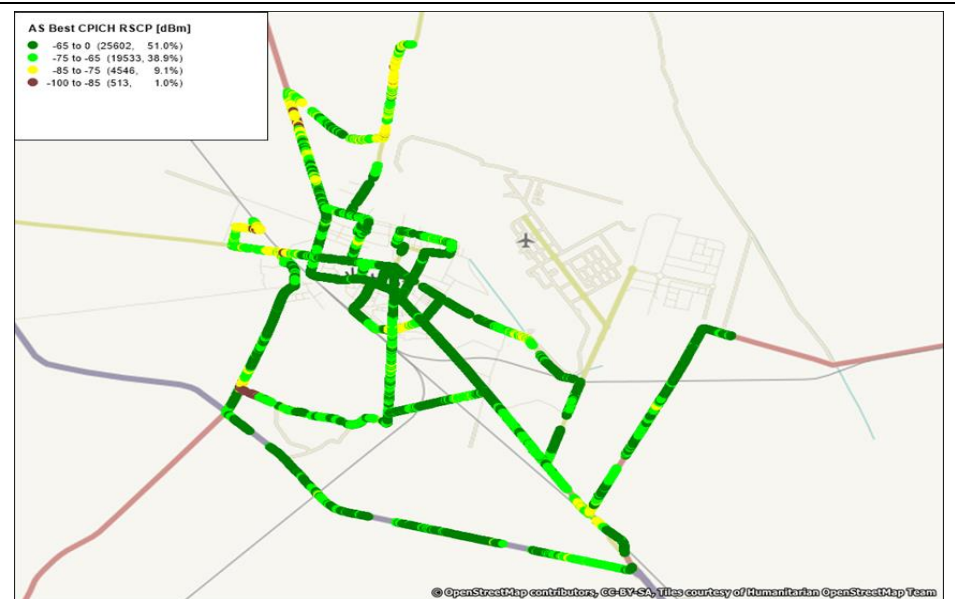 AS Best CPICH RSCP [dBm]
-65 to 0 (25602, 51.0%)
-75 to -65 (19533, 38.9%)
-85 to -75 (4546, 9.1%)
-100 to -85 (513, 1.0%)
© OpenStreetMap contributors, CC-BY-SA, Tiles courtesy of Humanitarian OpenStreetMap Team